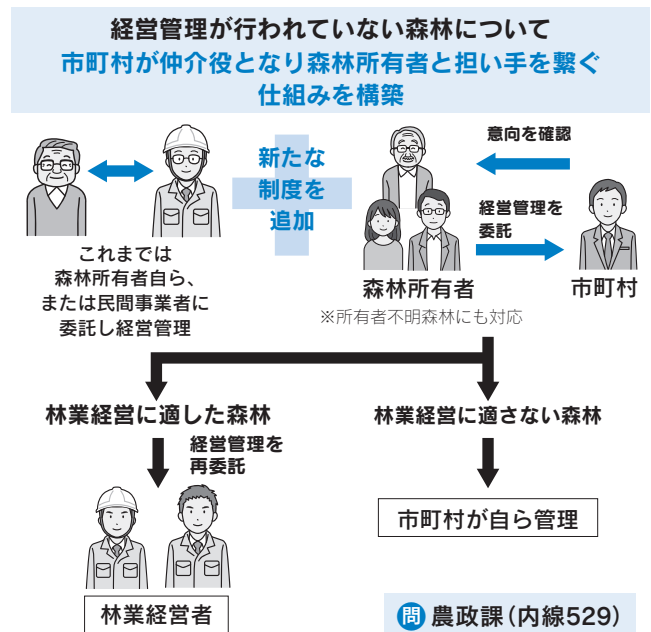 経営管理が行われていない森林について
市町村が仲介役となり森林所有者と担い手を繋ぐ
仕組みを構築
これまでは
森林所有者自ら、
または民間事業者に
委託し経営管理
新たな
制度を
追加
意向を確認
経営管理を
委託
森林所有者
市町村
※所有者不明森林にも対応
林業経営に適した森林
経営管理を
再委託
林業経営者
林業経営に適さない森林
市町村が自ら管理
問 農政課（内線529）